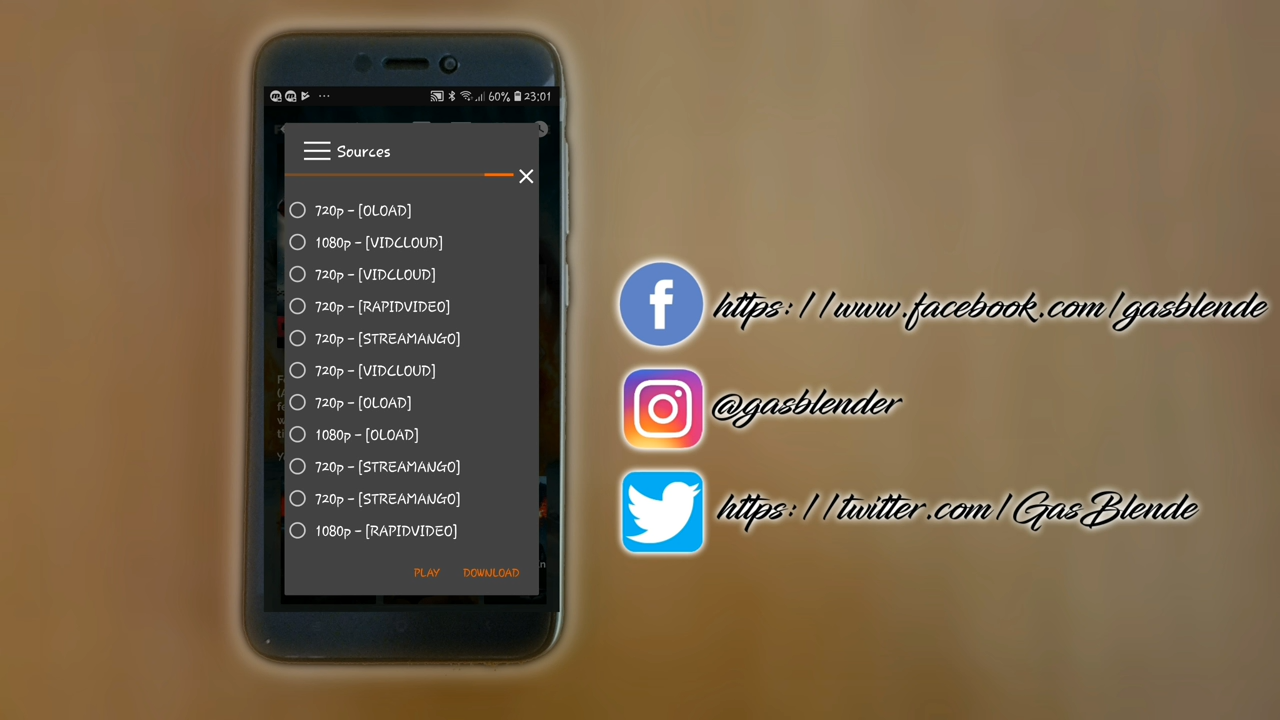 60% 23:01
Sources
720p - [OLOAD]
1080p - [VIDCLOUD]
720p - [VIDCLOUD]
720p - [RAPIDVIDEO]
720p - [STREAMANGO]
720p - [VIDCLOUD]
720p - [OLOAD]
1080p - [OLOAD]
720p - [STREAMANGO]
720p - [STREAMANGO]
1080p - [RAPIDVIDEO]
PLAY DOWNLOAD
https://www.facebook.com/gasblende
@gasblender
https://twitter.com/GasBlende